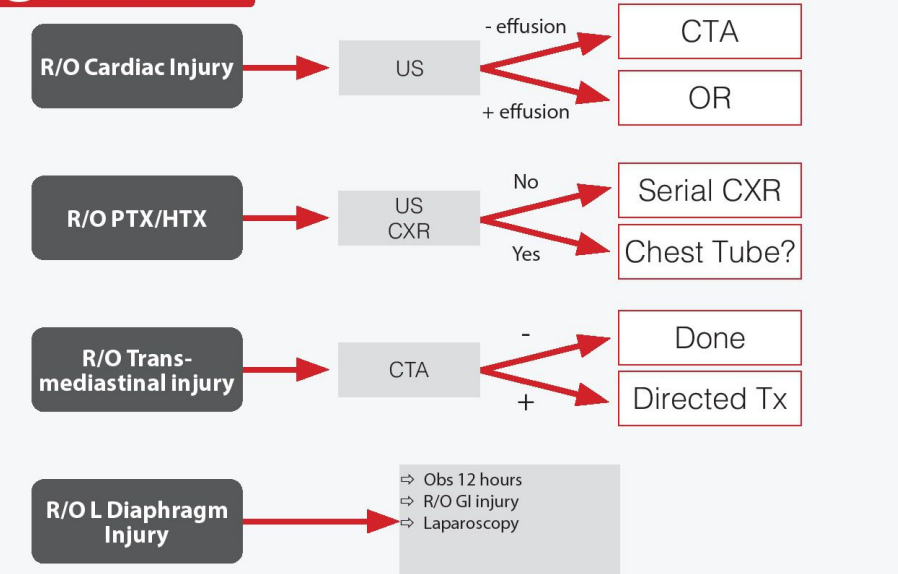 R/O Cardiac Injury
US
- effusion
+ effusion
CTA
OR
R/O PTX/HTX
US
CXR
No
Yes
Serial CXR
Chest Tube?
R/O Trans-
mediastinal injury
CTA
-
+
Done
Directed Tx
R/O L Diaphragm
Injury
⇨ Obs 12 hours
⇨ R/O GI injury
⇨ Laparoscopy